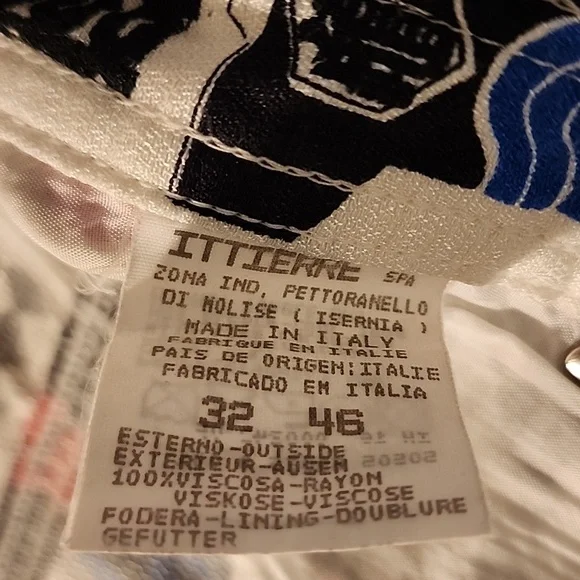 ITTIERRE SPA
ZONA IND, PETTORANELLO
DI MOLISE ( ISERNIA )
MADE IN ITALY
FABRIQUE EN ITALIE
PAIS DE ORIGEN:ITALIE
FABRICADO EN ITALIA
32 46
ESTERNO-OUTSIDE
EXTERIEUR-AUSEN
100%VISCOSA-RAYON
VISKOSE-VISCOSE
FODERA-LINING-DOUBLURE
GEFUTTER